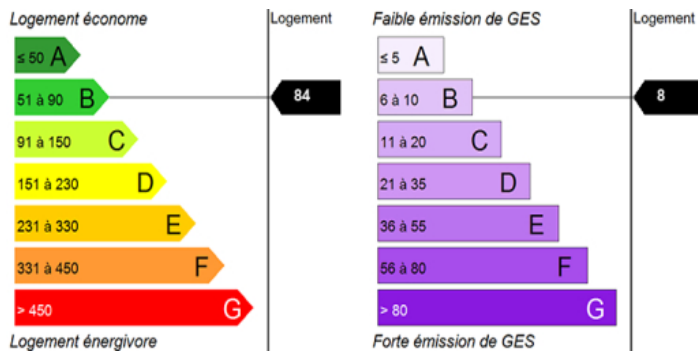 Logement économe
Logement
≤ 50 A
51 à 90 B
84
91 à 150 C
151 à 230 D
231 à 330 E
331 à 450 F
> 450 G
Logement énergivore
Faible émission de GES
Logement
≤ 5 A
6 à 10 B
8
11 à 20 C
21 à 35 D
36 à 55 E
56 à 80 F
> 80 G
Forte émission de GES